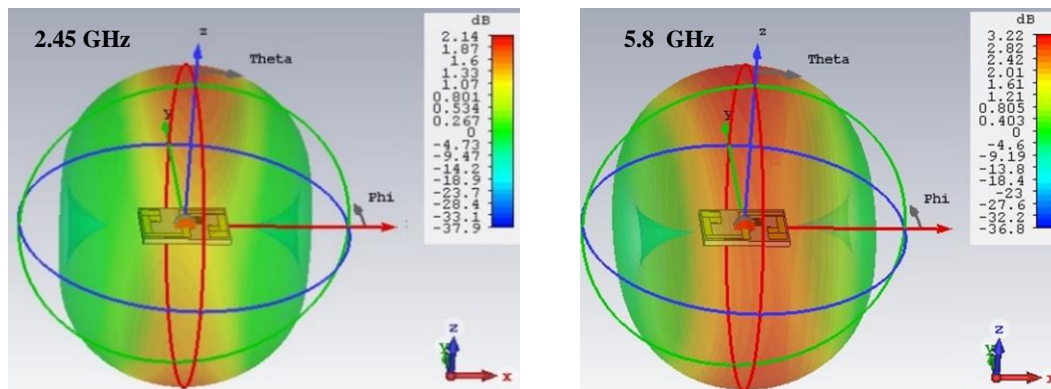 2.45 GHz
z
Theta
y
Phi
dB
2.14
1.87
1.6
1.33
1.07
0.801
0.534
0.267
0
-4.73
-9.47
-14.2
-18.9
-23.7
-28.4
-33.1
-37.9
z
y
x
5.8 GHz
z
Theta
y
Phi
dB
3.22
2.82
2.42
2.01
1.61
1.21
0.805
0.403
0
-4.6
-9.19
-13.8
-18.4
-23
-27.6
-32.2
-36.8
z
y
x